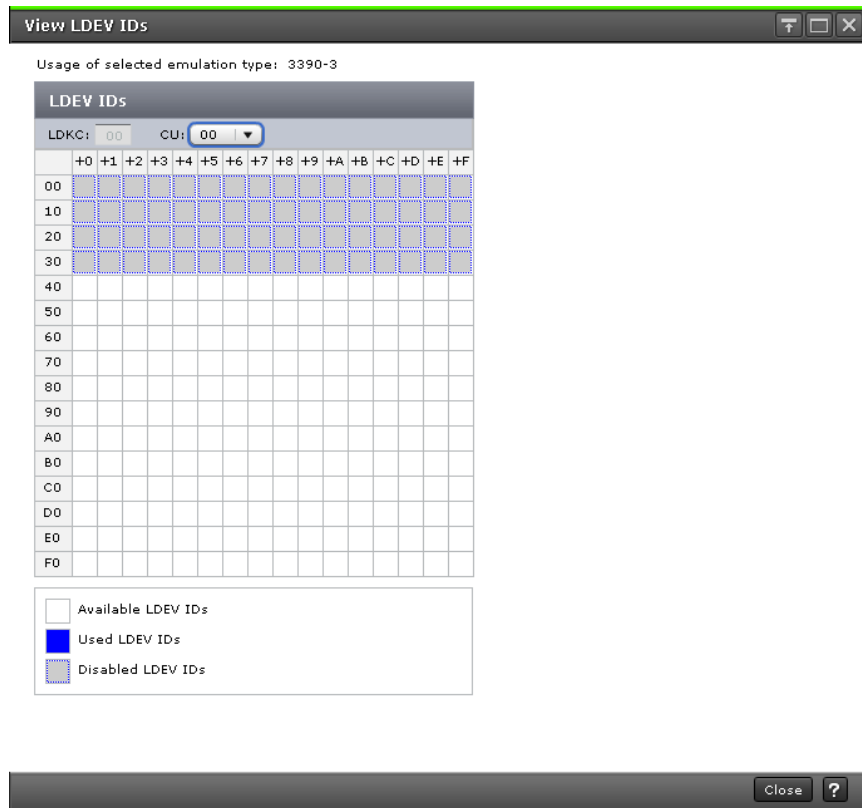 View LDEV IDs
Usage of selected emulation type: 3390-3
LDEV IDs
LDKC: 00 CU: 00
+0 +1 +2 +3 +4 +5 +6 +7 +8 +9 +A +B +C +D +E +F
00
10
20
30
40
50
60
70
80
90
A0
B0
C0
D0
E0
F0
Available LDEV IDs
Used LDEV IDs
Disabled LDEV IDs
Close ?